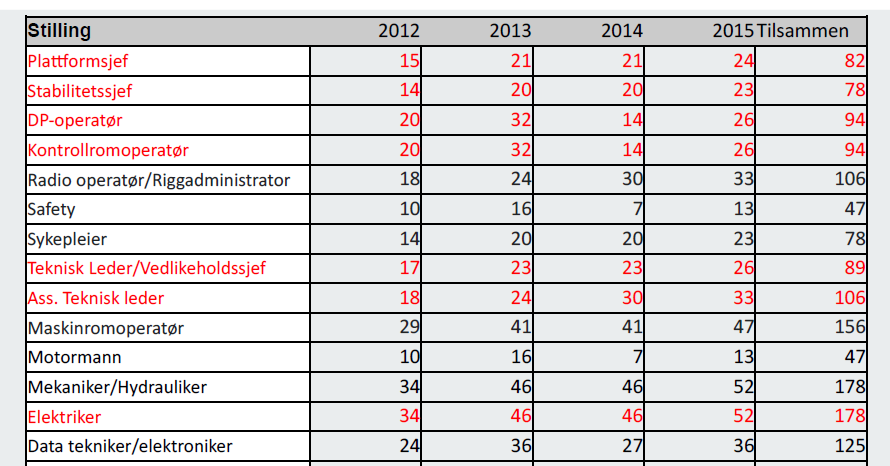 Stilling 2012 2013 2014 2015 Tilsammen
Plattformsjef 15 21 21 24 82
Stabilitetssjef 14 20 20 23 78
DP-operatør 20 32 14 26 94
Kontrollromoperatør 20 32 14 26 94
Radio operatør/Riggadministrator 18 24 30 33 106
Safety 10 16 7 13 47
Sykepleier 14 20 20 23 78
Teknisk Leder/Vedlikeholdssjef 17 23 23 26 89
Ass. Teknisk leder 18 24 30 33 106
Maskinromoperatør 29 41 41 47 156
Motormann 10 16 7 13 47
Mekaniker/Hydrauliker 34 46 46 52 178
Elektriker 34 46 46 52 178
Data tekniker/elektroniker 24 36 27 36 125